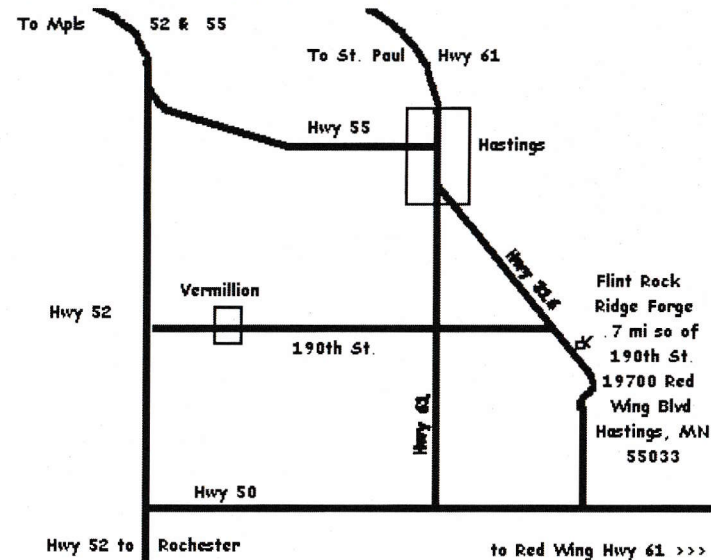 To Mpls
52 & 55
To St. Paul
Hwy 61
Hwy 55
Hastings
Hwy 316
Vermillion
Hwy 52
190th St.
Hwy 61
Flint Rock
Ridge Forge
.7 mi so of
190th St.
19700 Red
Wing Blvd
Hastings, MN
55033
Hwy 50
Hwy 52 to
Rochester
to Red Wing Hwy 61 >>>